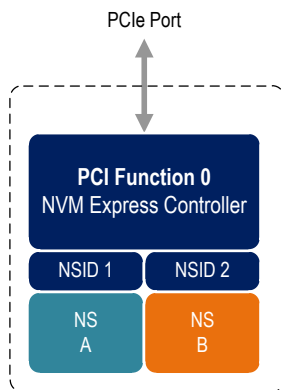 PCIe Port
PCI Function 0
NVM Express Controller
NSID 1
NSID 2
NS
A
NS
B